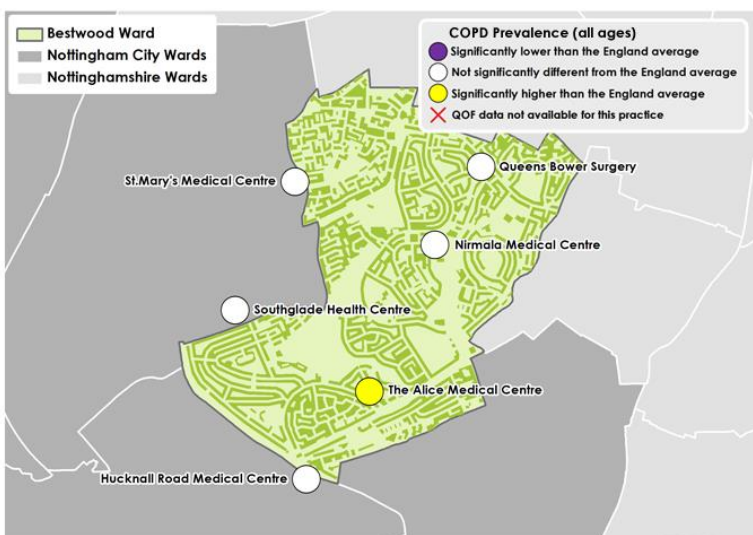 Bestwood Ward
Nottingham City Wards
Nottinghamshire Wards
COPD Prevalence (all ages)
Significantly lower than the England average
Not significantly different from the England average
Significantly higher than the England average
QOF data not available for this practice
Queens Bower Surgery
St.Mary's Medical Centre
Nirmala Medical Centre
Southglade Health Centre
The Alice Medical Centre
Hucknall Road Medical Centre